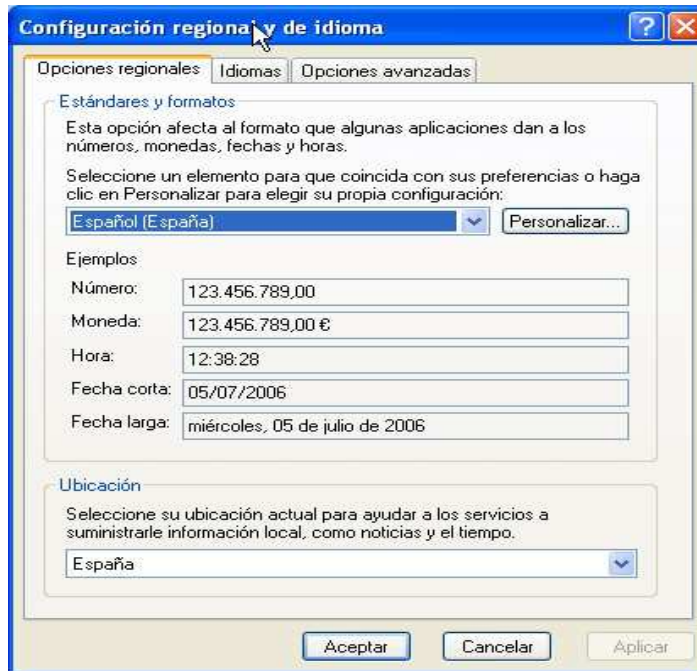 Configuración regional y de idioma
Opciones regionales Idiomas Opciones avanzadas
Estándares y formatos
Esta opción afecta al formato que algunas aplicaciones dan a los
números, monedas, fechas y horas.
Seleccione un elemento para que coincida con sus preferencias o haga
clic en Personalizar para elegir su propia configuración:
Español (España) Personalizar...
Ejemplos
Número: 123.456.789,00
Moneda: 123.456.789,00 €
Hora: 12:38:28
Fecha corta: 05/07/2006
Fecha larga: miércoles, 05 de julio de 2006
Ubicación
Seleccione su ubicación actual para ayudar a los servicios a
suministrarle información local, como noticias y el tiempo.
España
Aceptar Cancelar Aplicar